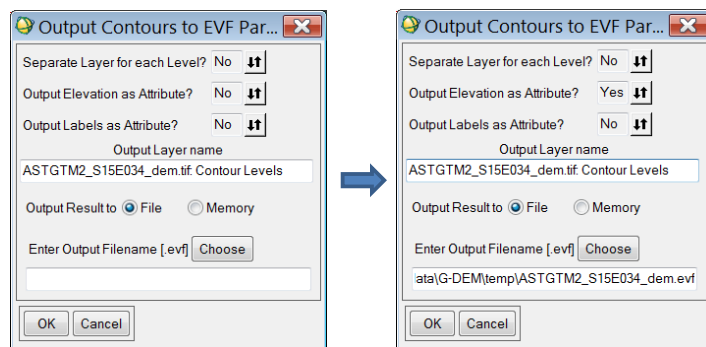 Output Contours to EVF Par...
Separate Layer for each Level? No
Output Elevation as Attribute? No
Output Labels as Attribute? No
Output Layer name
ASTGTM2_S15E034_dem.tif: Contour Levels
Output Result to File Memory
Enter Output Filename [.evf] Choose
OK Cancel
Output Contours to EVF Par...
Separate Layer for each Level? No
Output Elevation as Attribute? Yes
Output Labels as Attribute? No
Output Layer name
ASTGTM2_S15E034_dem.tif: Contour Levels
Output Result to File Memory
Enter Output Filename [.evf] Choose
ata\G-DEM\temp\ASTGTM2_S15E034_dem.evf
OK Cancel